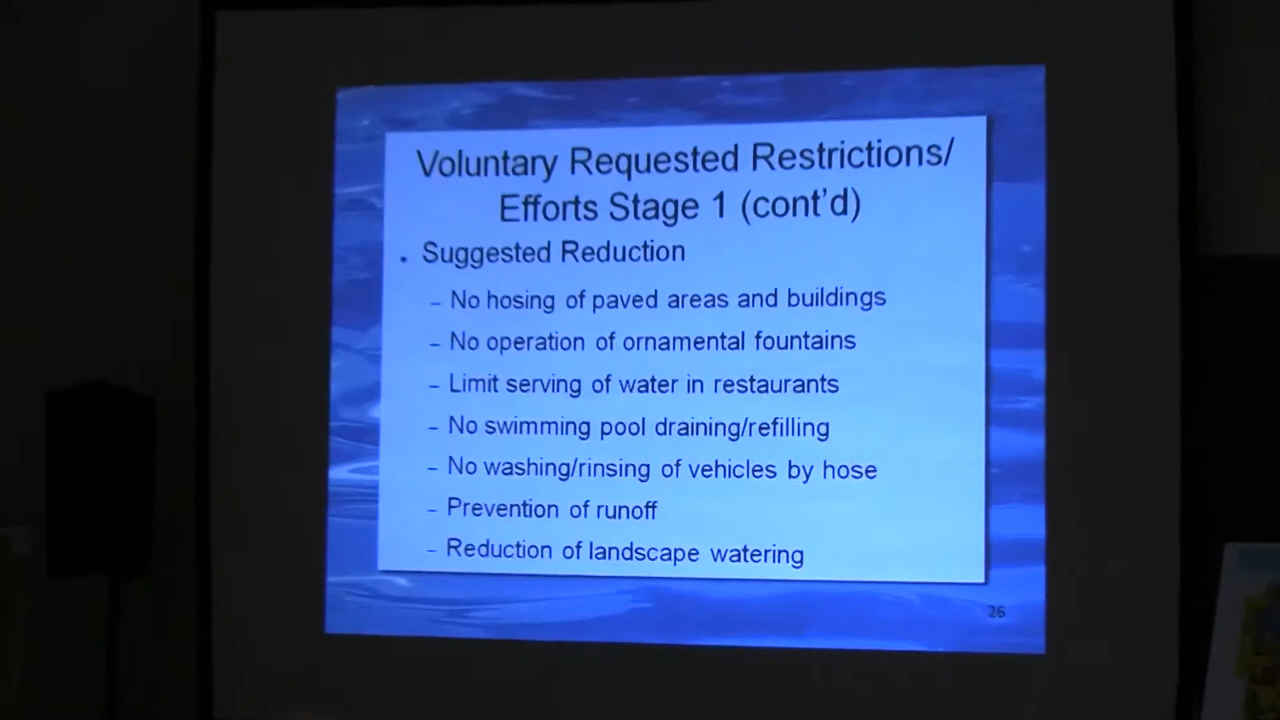 Voluntary Requested Restrictions/
Efforts Stage 1 (cont'd)
• Suggested Reduction
– No hosing of paved areas and buildings
– No operation of ornamental fountains
– Limit serving of water in restaurants
– No swimming pool draining/refilling
– No washing/rinsing of vehicles by hose
– Prevention of runoff
– Reduction of landscape watering
26